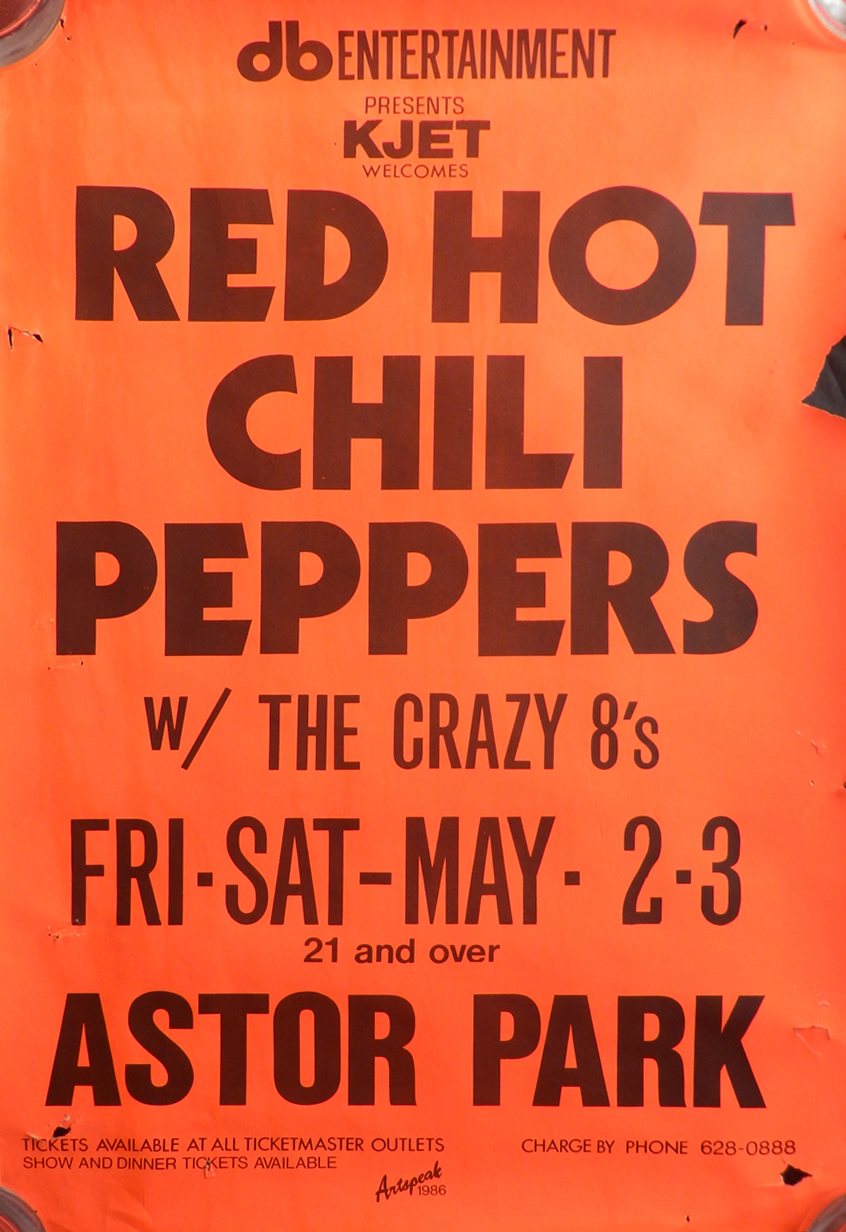 db ENTERTAINMENT
PRESENTS
KJET
WELCOMES
RED HOT
CHILI
PEPPERS
W/ THE CRAZY 8's
FRI·SAT-MAY· 2·3
21 and over
ASTOR PARK
TICKETS AVAILABLE AT ALL TICKETMASTER OUTLETS
SHOW AND DINNER TICKETS AVAILABLE
CHARGE BY PHONE 628-0888
Artspeak 1986